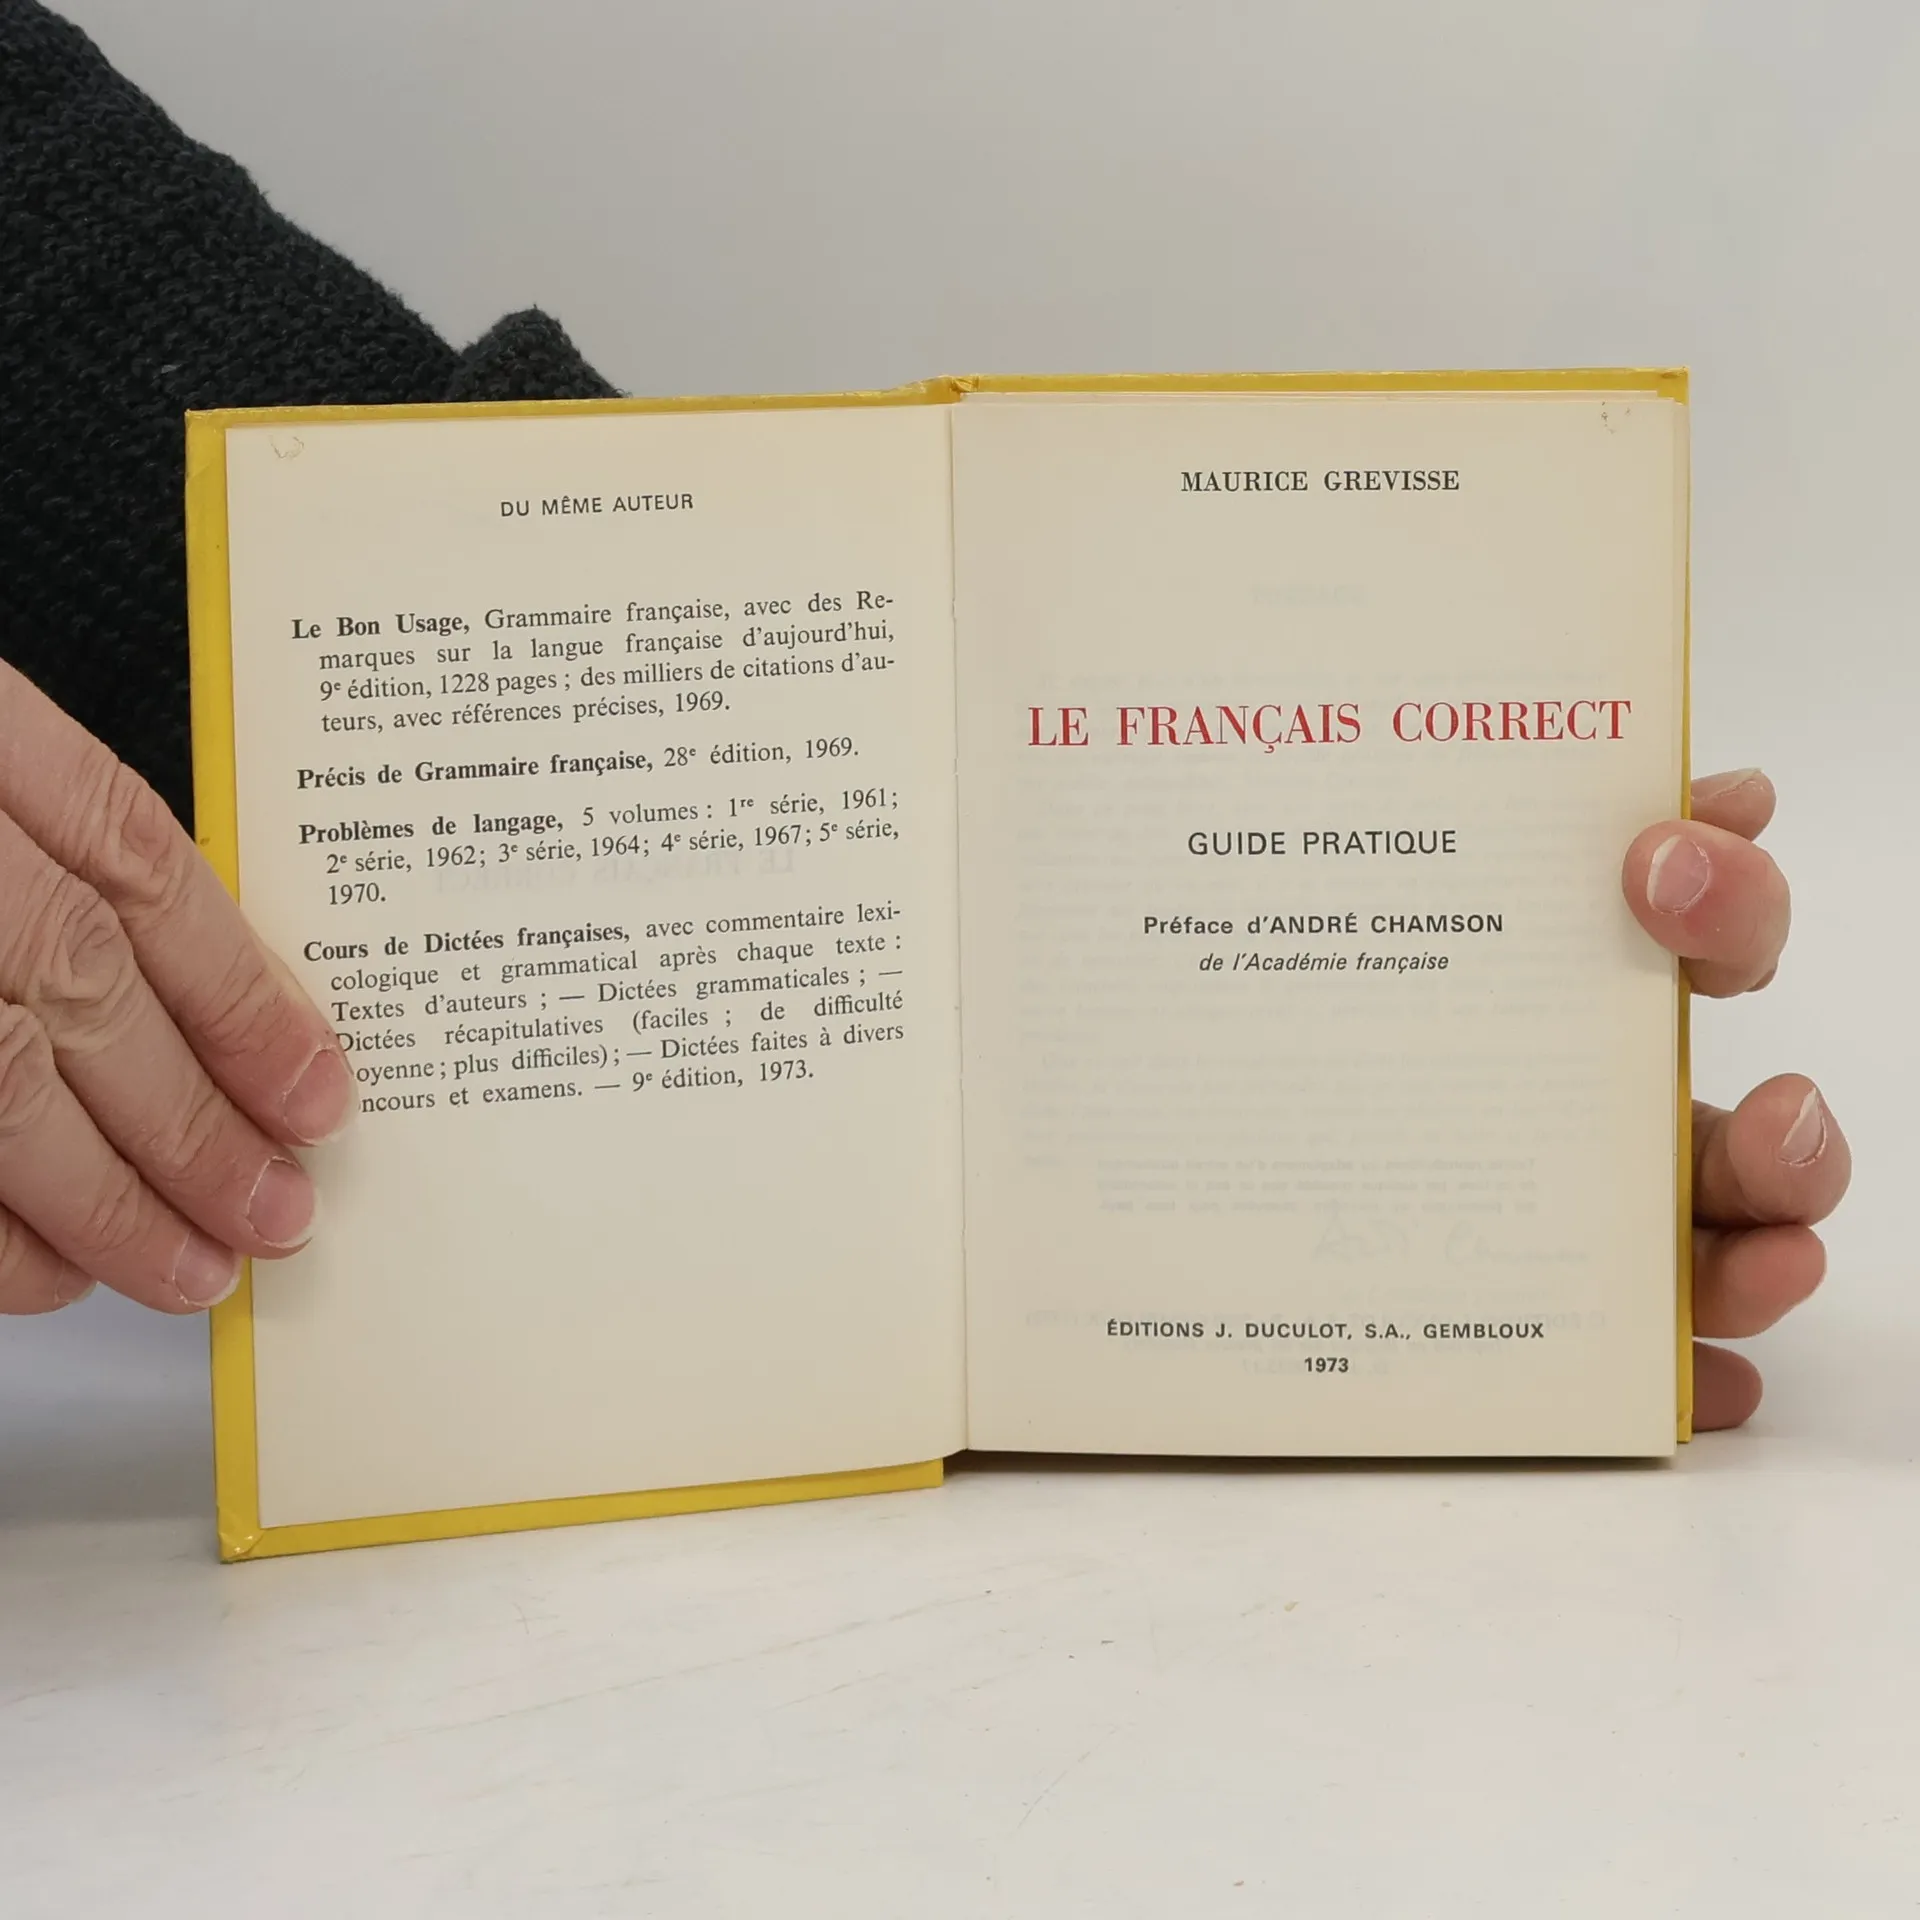 DU MÊME AUTEUR
Le Bon Usage, Grammaire française, avec des Re-
marques sur la langue française d'aujourd'hui,
9e édition, 1228 pages ; des milliers de citations d'au-
teurs, avec références précises, 1969.
Précis de Grammaire française, 28e édition, 1969.
Problèmes de langage, 5 volumes : 1re série, 1961 ;
2e série, 1962 ; 3e série, 1964 ; 4e série, 1967 ; 5e série,
1970.
Cours de Dictées françaises, avec commentaire lexi-
cologique et grammatical après chaque texte :
Textes d'auteurs ; — Dictées grammaticales ; —
Dictées récapitulatives (faciles ; de difficulté
oyenne ; plus difficiles) ; — Dictées faites à divers
ncours et examens. — 9e édition, 1973.
MAURICE GREVISSE
LE FRANÇAIS CORRECT
GUIDE PRATIQUE
Préface d'ANDRÉ CHAMSON
de l'Académie française
ÉDITIONS J. DUCULOT, S.A., GEMBLOUX
1973